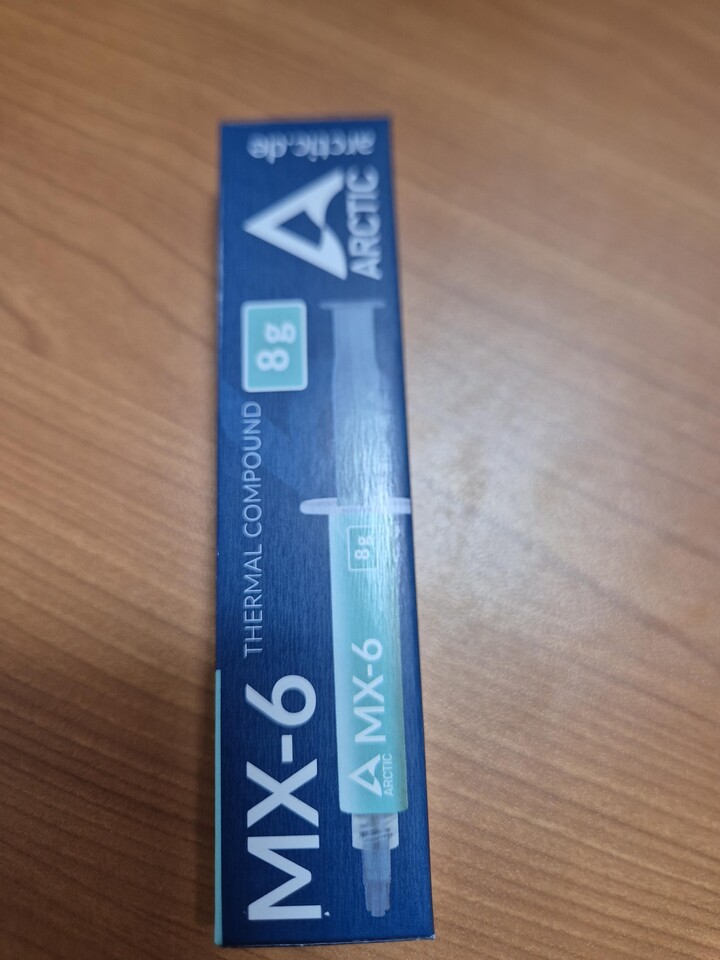 MX-6
THERMAL COMPOUND
8g
ARCTIC
arctic.de
ARCTIC
MX-6
8g